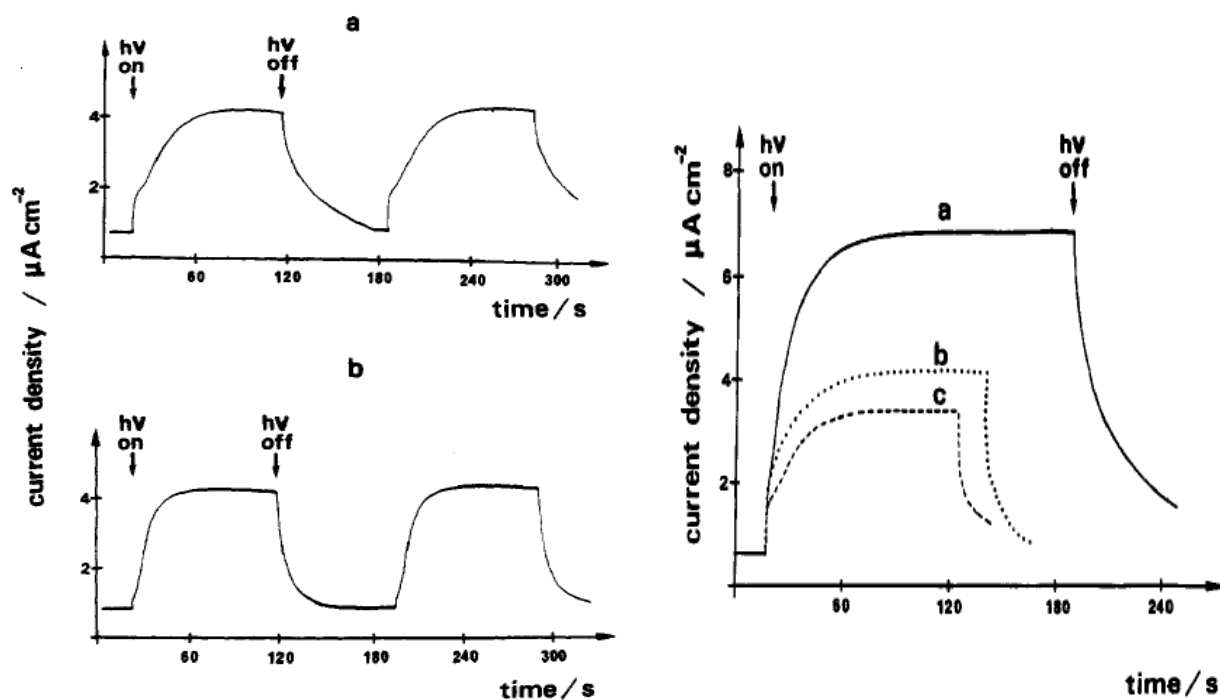 a
hν on
hν off
4
2
60 120 180 240 300
time / s
current density / μA cm⁻²
b
hν on
hν off
4
2
60 120 180 240 300
time / s
hν on
hν off
8
6
4
2
a
b
c
60 120 180 240
current density / μA cm⁻²
time / s